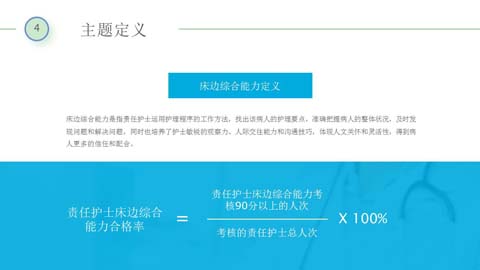 4
主题定义
床边综合能力定义
床边综合能力是指责任护士运用护理程序的工作方法，找出该病人的护理要点，准确把握病人的整体状况，及时发
现问题和解决问题。同时也培养了护士敏锐的观察力、人际交往能力和沟通技巧，体现人文关怀和灵活性，得到病
人更多的信任和配合。
责任护士床边综合
能力合格率
=
责任护士床边综合能力考
核90分以上的人次
考核的责任护士总人次
X 100%